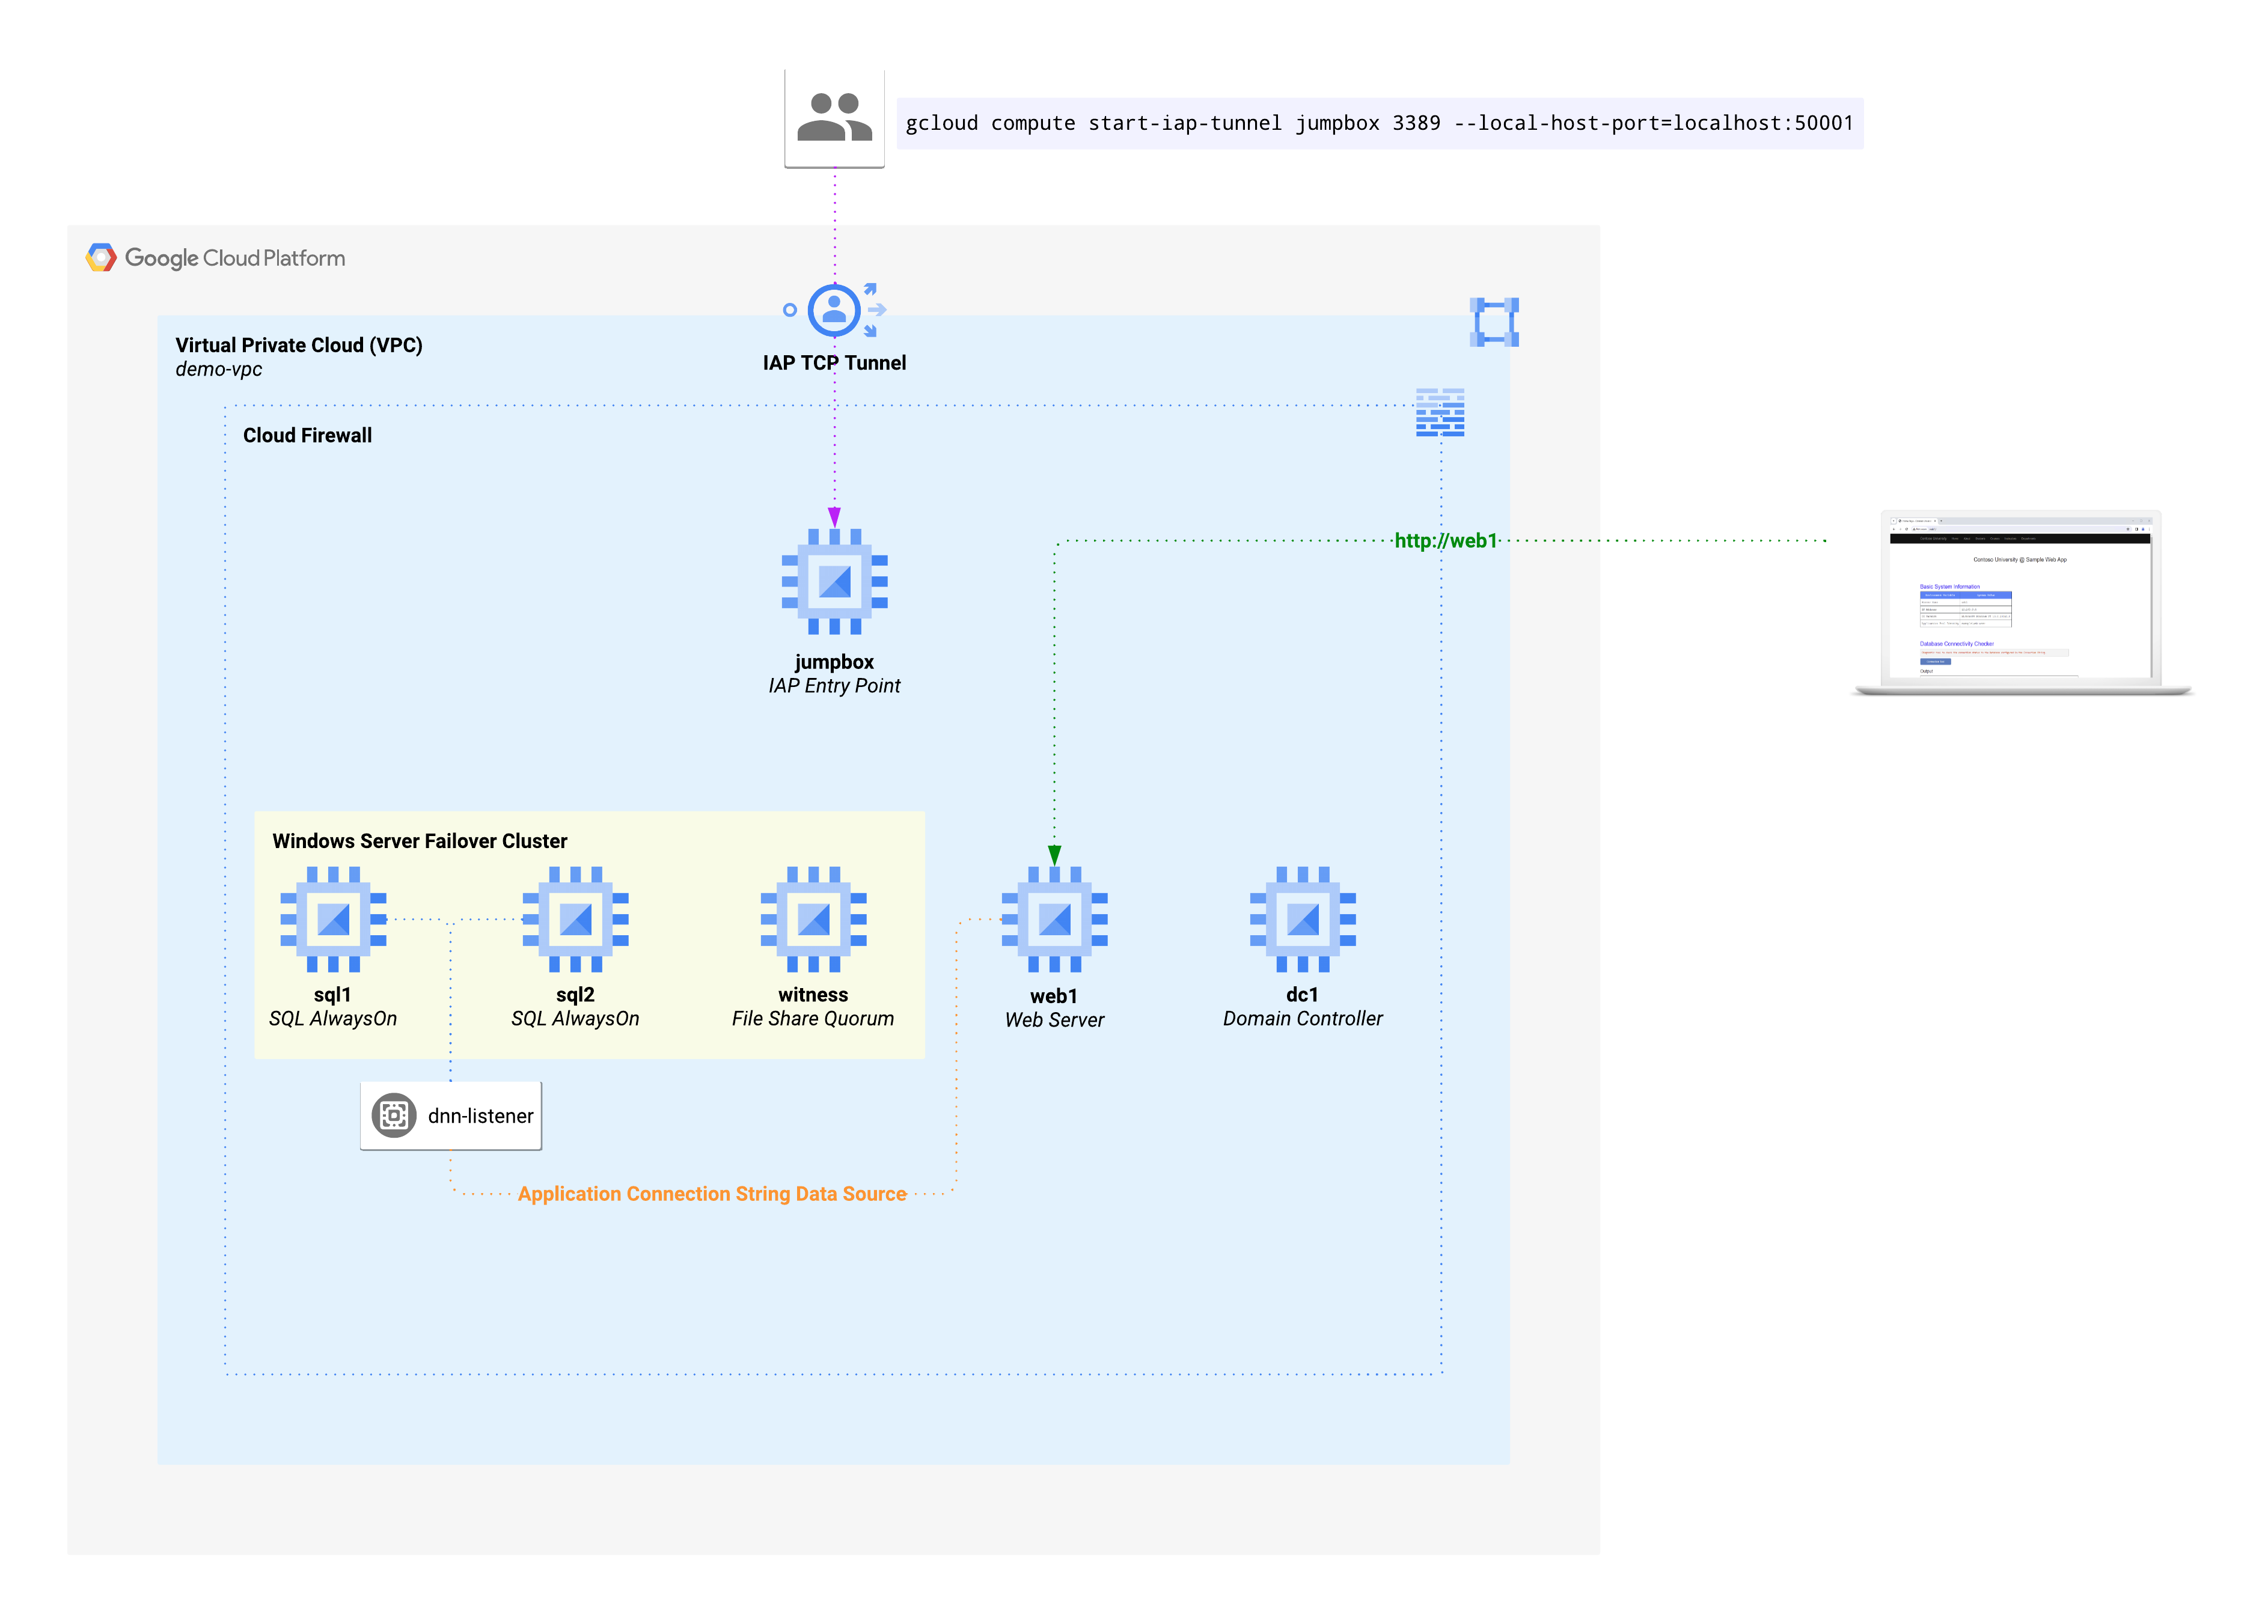 gcloud compute start-iap-tunnel jumpbox 3389 --local-host-port=localhost:50001
Google Cloud Platform
Virtual Private Cloud (VPC)
demo-vpc
IAP TCP Tunnel
Cloud Firewall
http://web1
Contoso University @ Sample Web App
Basic System Information
Database Connectivity Checker
Output
jumpbox
IAP Entry Point
Windows Server Failover Cluster
sql1
SQL AlwaysOn
sql2
SQL AlwaysOn
witness
File Share Quorum
web1
Web Server
dc1
Domain Controller
dnn-listener
Application Connection String Data Source